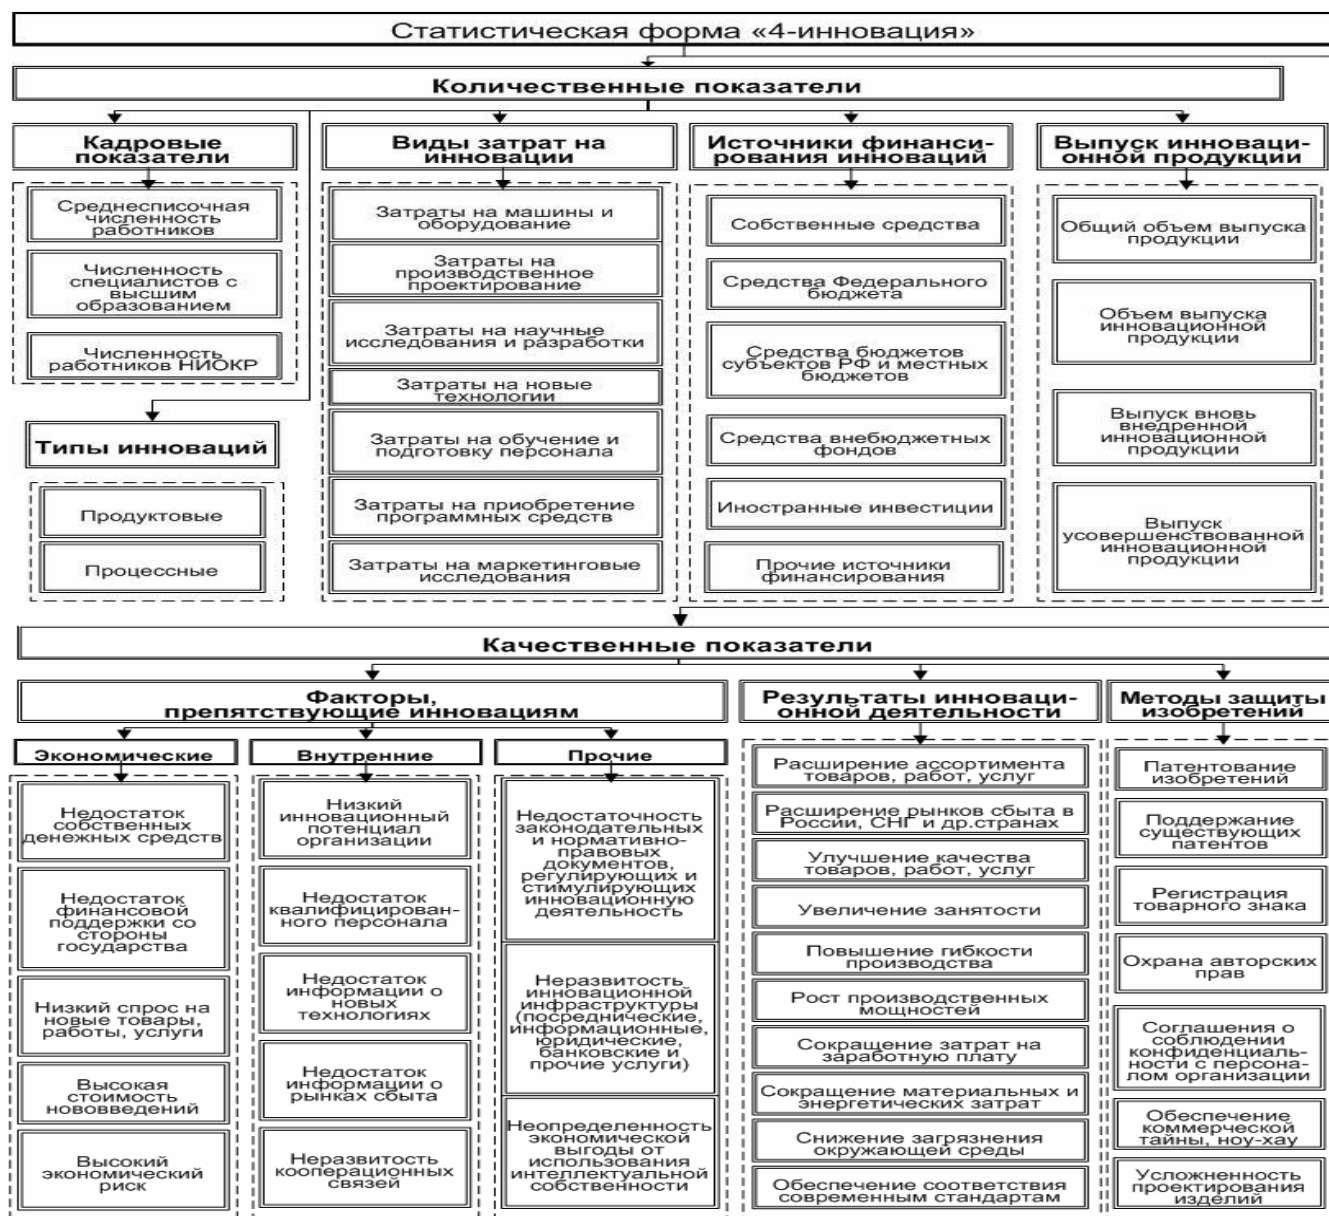 Статистическая форма «4-инновация»
Количественные показатели
Кадровые
показатели
Среднесписочная
численность
работников
Численность
специалистов с
высшим
образованием
Численность
работников НИОКР
Типы инноваций
Продуктовые
Процессные
Виды затрат на
инновации
Затраты на машины и
оборудование
Затраты на
производственное
проектирование
Затраты на научные
исследования и разработки
Затраты на новые
технологии
Затраты на обучение и
подготовку персонала
Затраты на приобретение
программных средств
Затраты на маркетинговые
исследования
Источники финанси-
рования инноваций
Собственные средства
Средства Федерального
бюджета
Средства бюджетов
субъектов РФ и местных
бюджетов
Средства внебюджетных
фондов
Иностранные инвестиции
Прочие источники
финансирования
Выпуск инноваци-
онной продукции
Общий объем выпуска
продукции
Объем выпуска
инновационной
продукции
Выпуск вновь
внедренной
инновационной
продукции
Выпуск
усовершенствованной
инновационной
продукции
Качественные показатели
Факторы,
препятствующие инновациям
Экономические
Недостаток
собственных
денежных средств
Недостаток
финансовой
поддержки со
стороны
государства
Низкий спрос на
новые товары,
работы, услуги
Высокая
стоимость
нововведений
Высокий
экономический
риск
Внутренние
Низкий
инновационный
потенциал
организации
Недостаток
квалифицирован-
ного персонала
Недостаток
информации о
новых
технологиях
Недостаток
информации о
рынках сбыта
Неразвитость
кооперационных
связей
Прочие
Недостаточность
законодательных
и нормативно-
правовых
документов,
регулирующих и
стимулирующих
инновационную
деятельность
Неразвитость
инновационной
инфраструктуры
(посреднические,
информационные,
юридические,
банковские и
прочие услуги)
Неопределенность
экономической
выгоды от
использования
интеллектуальной
собственности
Результаты инноваци-
онной деятельности
Расширение ассортимента
товаров, работ, услуг
Расширение рынков сбыта в
России, СНГ и др.странах
Улучшение качества
товаров, работ, услуг
Увеличение занятости
Повышение гибкости
производства
Рост производственных
мощностей
Сокращение затрат на
заработную плату
Сокращение материальных и
энергетических затрат
Снижение загрязнения
окружающей среды
Обеспечение соответствия
современным стандартам
Методы защиты
изобретений
Патентование
изобретений
Поддержание
существующих
патентов
Регистрация
товарного знака
Охрана авторских
прав
Соглашения о
соблюдении
конфиденциаль-
ности с персона-
лом организации
Обеспечение
коммерческой
тайны, ноу-хау
Усложненность
проектирования
изделий